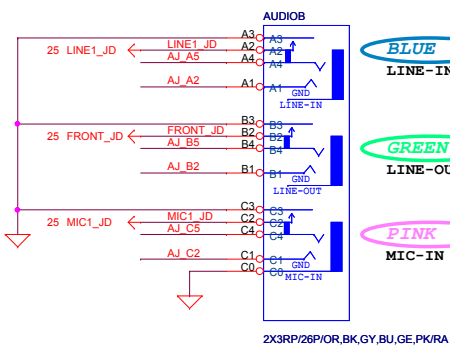 AUDIOB
A3 A3
25 LINE1_JD LINE1_JD A2 A2
AJ_A5 A4 A4
AJ_A2 A1 A1
GND
LINE-IN
BLUE
LINE-IN
B3 B3
25 FRONT_JD FRONT_JD B2 B2
AJ_B5 B4 B4
AJ_B2 B1 B1
GND
LINE-OUT
GREEN
LINE-OU
C3 C3
25 MIC1_JD MIC1_JD C2 C2
AJ_C5 C4 C4
AJ_C2 C1 C1
GND
C0 C0
MIC-IN
PINK
MIC-IN
2X3RP/26P/OR,BK,GY,BU,GE,PK/RA